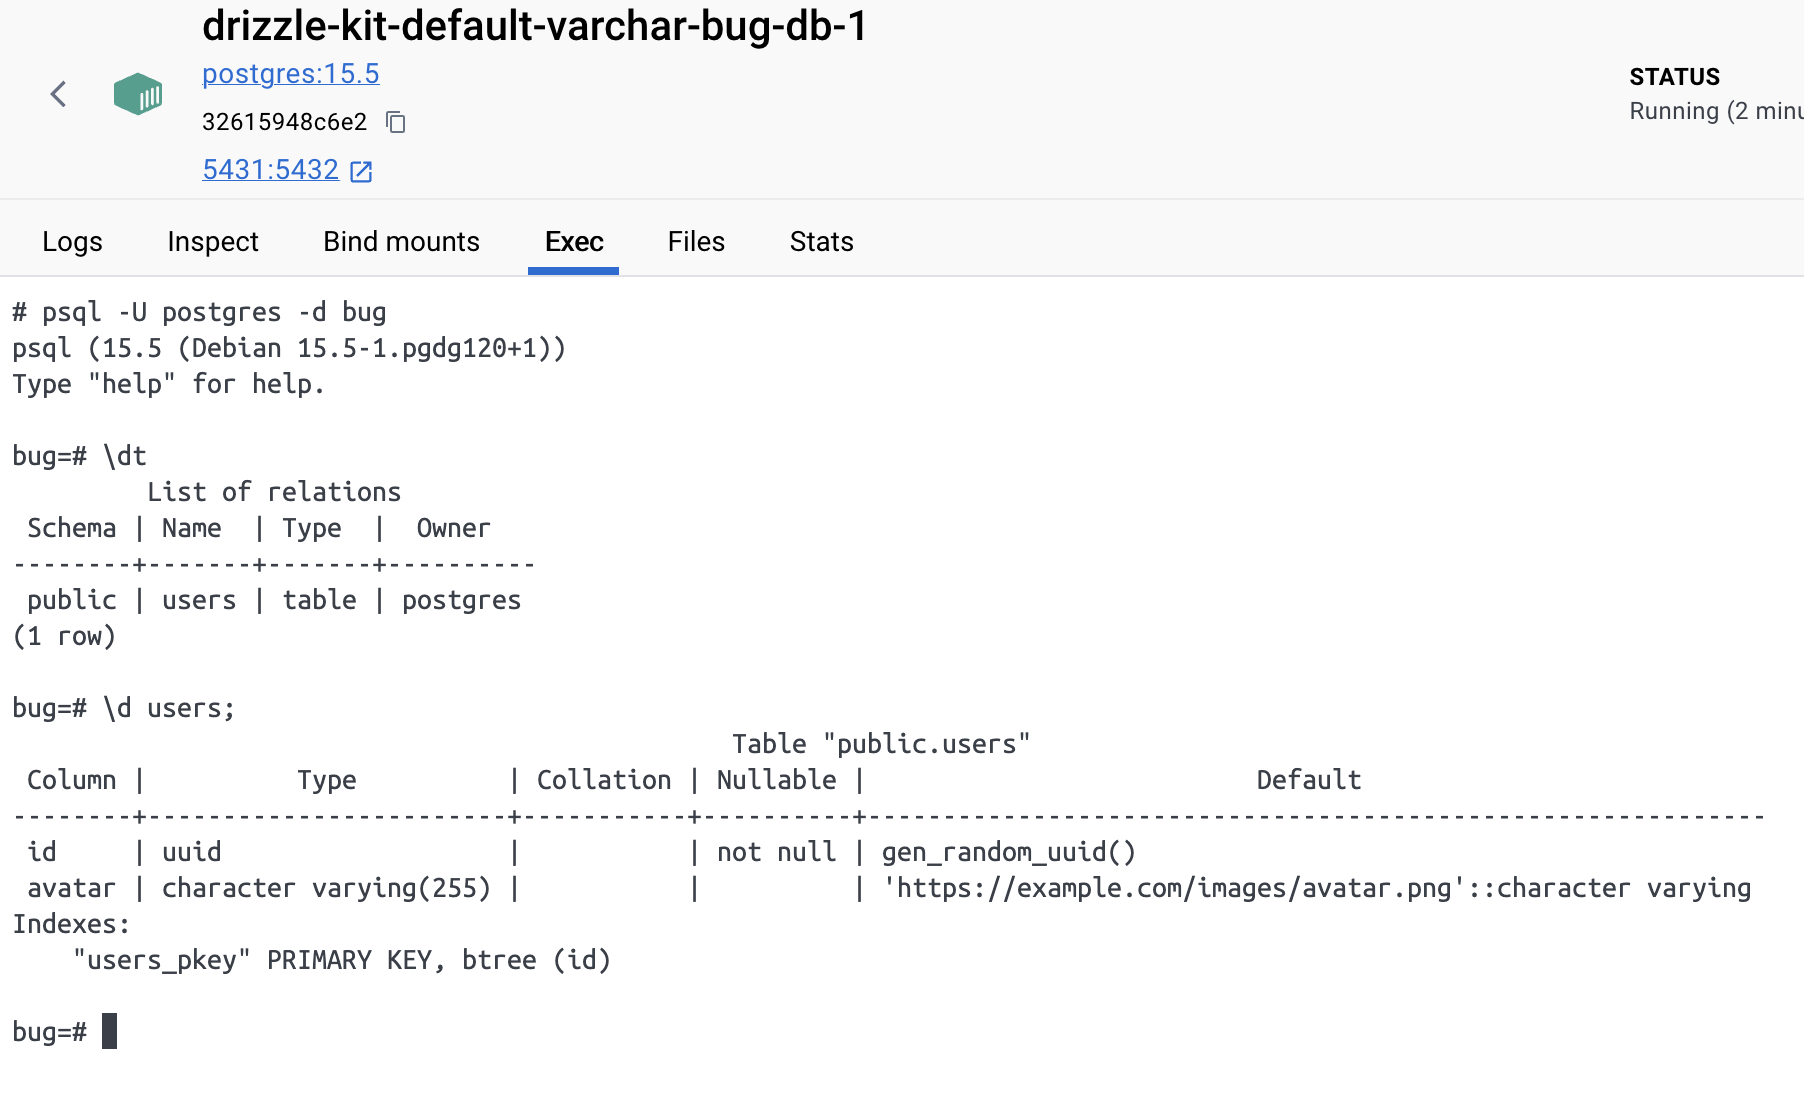 drizzle-kit-default-varchar-bug-db-1
postgres:15.5
32615948c6e2
5431:5432
STATUS
Running (2 minu
Logs Inspect Bind mounts Exec Files Stats
# psql -U postgres -d bug
psql (15.5 (Debian 15.5-1.pgdg120+1))
Type "help" for help.
bug=# \dt
         List of relations
 Schema | Name  | Type  |  Owner
--------+-------+-------+----------
 public | users | table | postgres
(1 row)
bug=# \d users;
                                                Table "public.users"
 Column |          Type          | Collation | Nullable |                          Default
--------+------------------------+-----------+----------+------------------------------------------------------------
 id     | uuid                   |           | not null | gen_random_uuid()
 avatar | character varying(255) |           |          | 'https://example.com/images/avatar.png'::character varying
Indexes:
    "users_pkey" PRIMARY KEY, btree (id)
bug=#